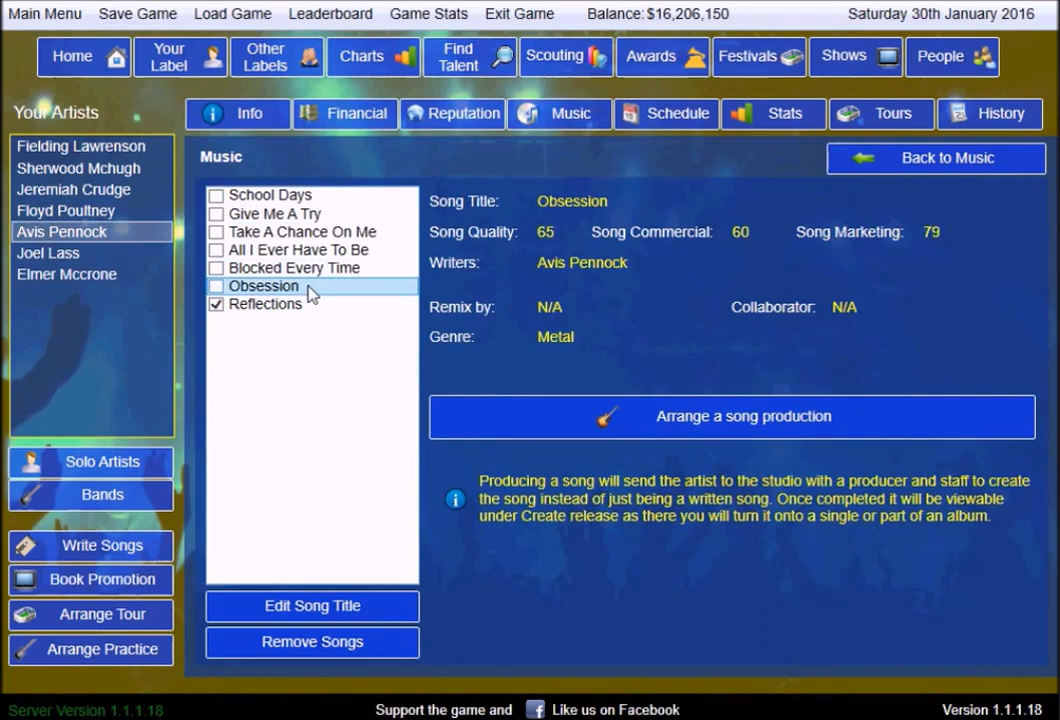 Main Menu Save Game Load Game Leaderboard Game Stats Exit Game Balance: $16,206,150 Saturday 30th January 2016
Home Your Label Other Labels Charts Find Talent Scouting Awards Festivals Shows People
Your Artists
Info Financial Reputation Music Schedule Stats Tours History
Fielding Lawrenson
Sherwood Mchugh
Jeremiah Crudge
Floyd Poultney
Avis Pennock
Joel Lass
Elmer Mccrone
Solo Artists
Bands
Write Songs
Book Promotion
Arrange Tour
Arrange Practice
Music
Back to Music
School Days
Give Me A Try
Take A Chance On Me
All I Ever Have To Be
Blocked Every Time
Obsession
Reflections
Edit Song Title
Remove Songs
Song Title: Obsession
Song Quality: 65 Song Commercial: 60 Song Marketing: 79
Writers: Avis Pennock
Remix by: N/A Collaborator: N/A
Genre: Metal
Arrange a song production
Producing a song will send the artist to the studio with a producer and staff to create
the song instead of just being a written song. Once completed it will be viewable
under Create release as there you will turn it onto a single or part of an album.
Server Version 1.1.1.18 Support the game and Like us on Facebook Version 1.1.1.18